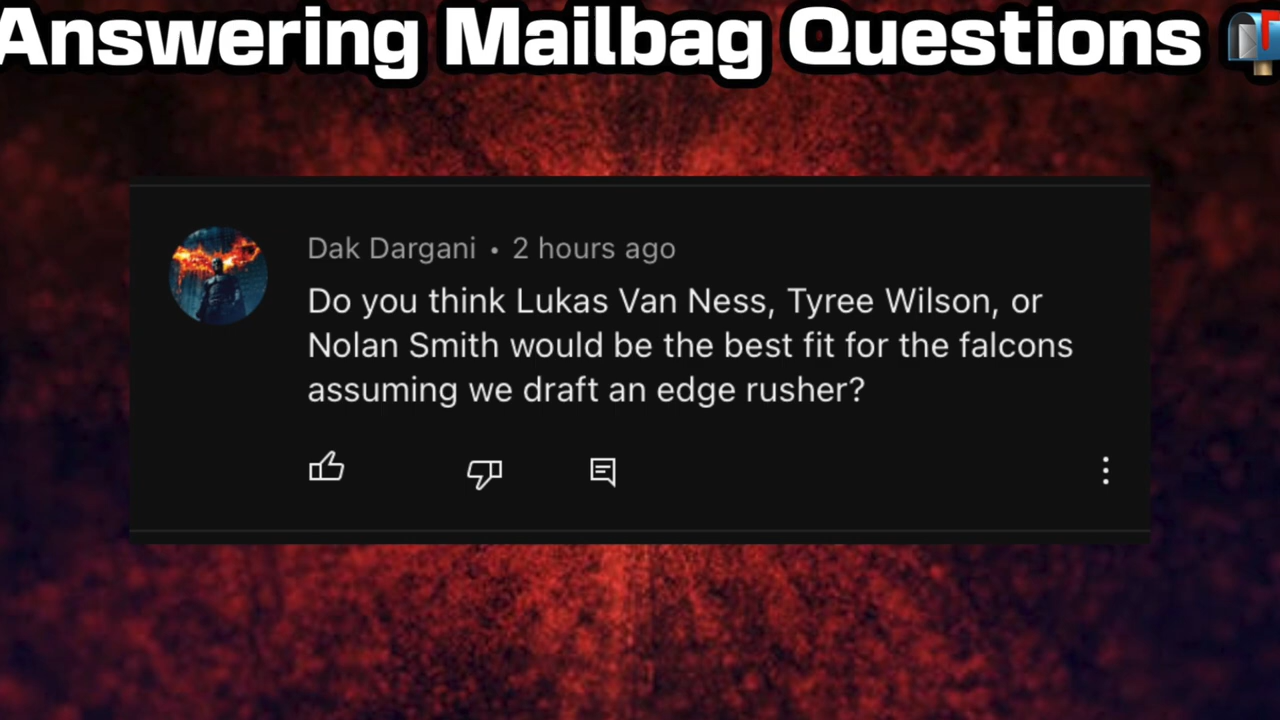 Answering Mailbag Questions
Dak Dargani • 2 hours ago
Do you think Lukas Van Ness, Tyree Wilson, or
Nolan Smith would be the best fit for the falcons
assuming we draft an edge rusher?